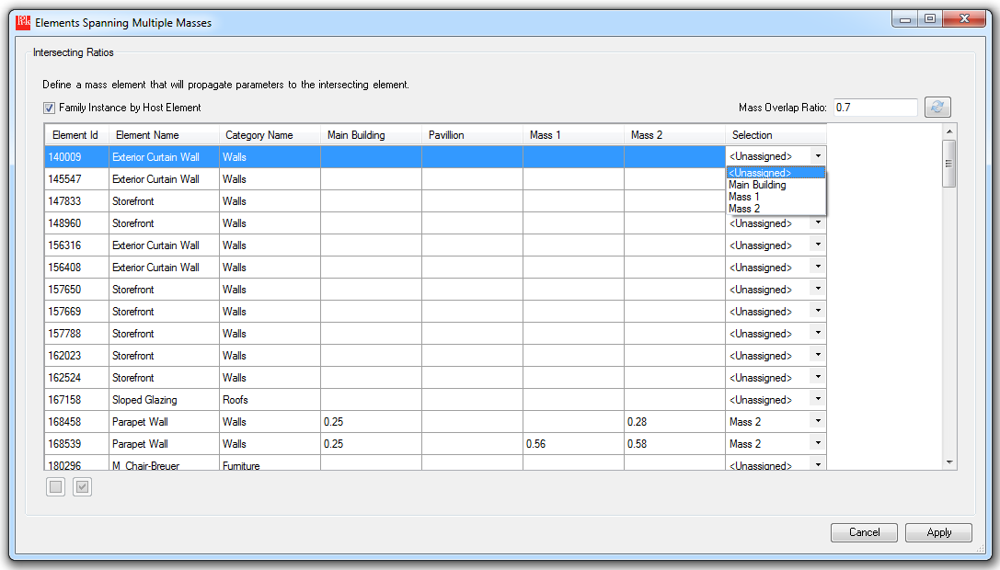 Elements Spanning Multiple Masses
Intersecting Ratios
Define a mass element that will propagate parameters to the intersecting element.
Family Instance by Host Element Mass Overlap Ratio: 0.7
Element Id Element Name Category Name Main Building Pavilion Mass 1 Mass 2 Selection
140009 Exterior Curtain Wall Walls <Unassigned>
145547 Exterior Curtain Wall Walls <Unassigned>
147833 Storefront Walls Main Building
Mass 1
148960 Storefront Walls Mass 2
<Unassigned>
156316 Exterior Curtain Wall Walls <Unassigned>
156408 Exterior Curtain Wall Walls <Unassigned>
157650 Storefront Walls <Unassigned>
157669 Storefront Walls <Unassigned>
157788 Storefront Walls <Unassigned>
162023 Storefront Walls <Unassigned>
162524 Storefront Walls <Unassigned>
167158 Sloped Glazing Roofs <Unassigned>
168458 Parapet Wall Walls 0.25 0.28 Mass 2
168539 Parapet Wall Walls 0.25 0.56 0.58 Mass 2
180296 M_Chair-Breuer Furniture <Unassigned>
Cancel Apply